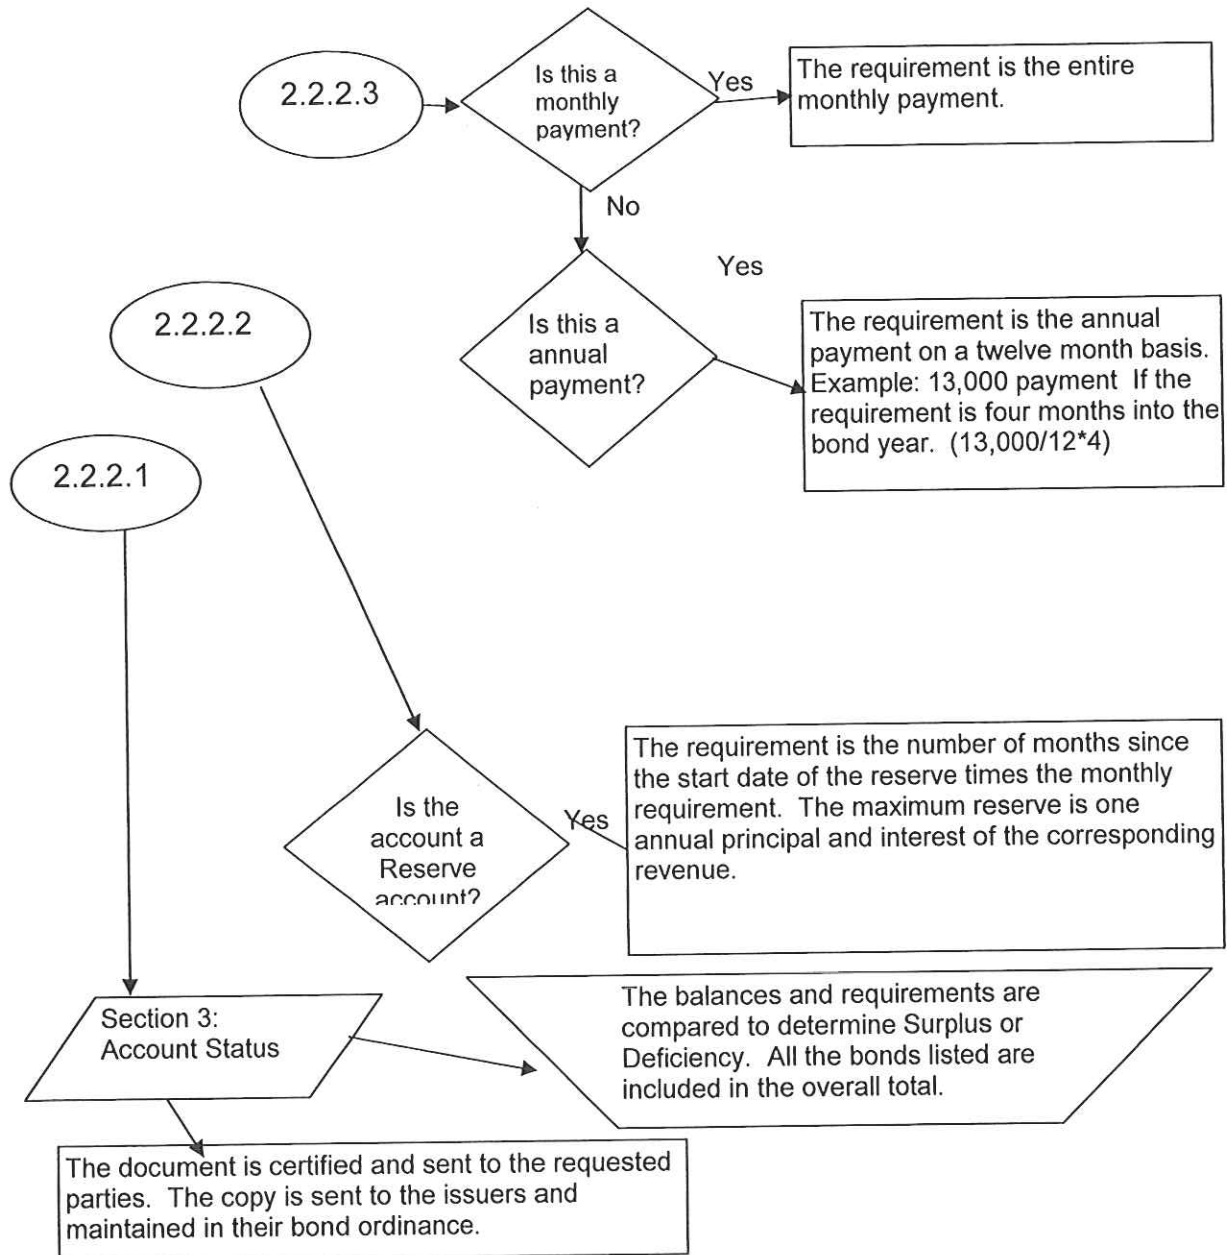 2.2.2.3
Is this a
monthly
payment?
Yes
The requirement is the entire
monthly payment.
No
Yes
2.2.2.2
Is this a
annual
payment?
The requirement is the annual
payment on a twelve month basis.
Example: 13,000 payment  If the
requirement is four months into the
bond year.  (13,000/12*4)
2.2.2.1
Is the
account a
Reserve
account?
Yes
The requirement is the number of months since
the start date of the reserve times the monthly
requirement.  The maximum reserve is one
annual principal and interest of the corresponding
revenue.
Section 3:
Account Status
The balances and requirements are
compared to determine Surplus or
Deficiency.  All the bonds listed are
included in the overall total.
The document is certified and sent to the requested
parties.  The copy is sent to the issuers and
maintained in their bond ordinance.